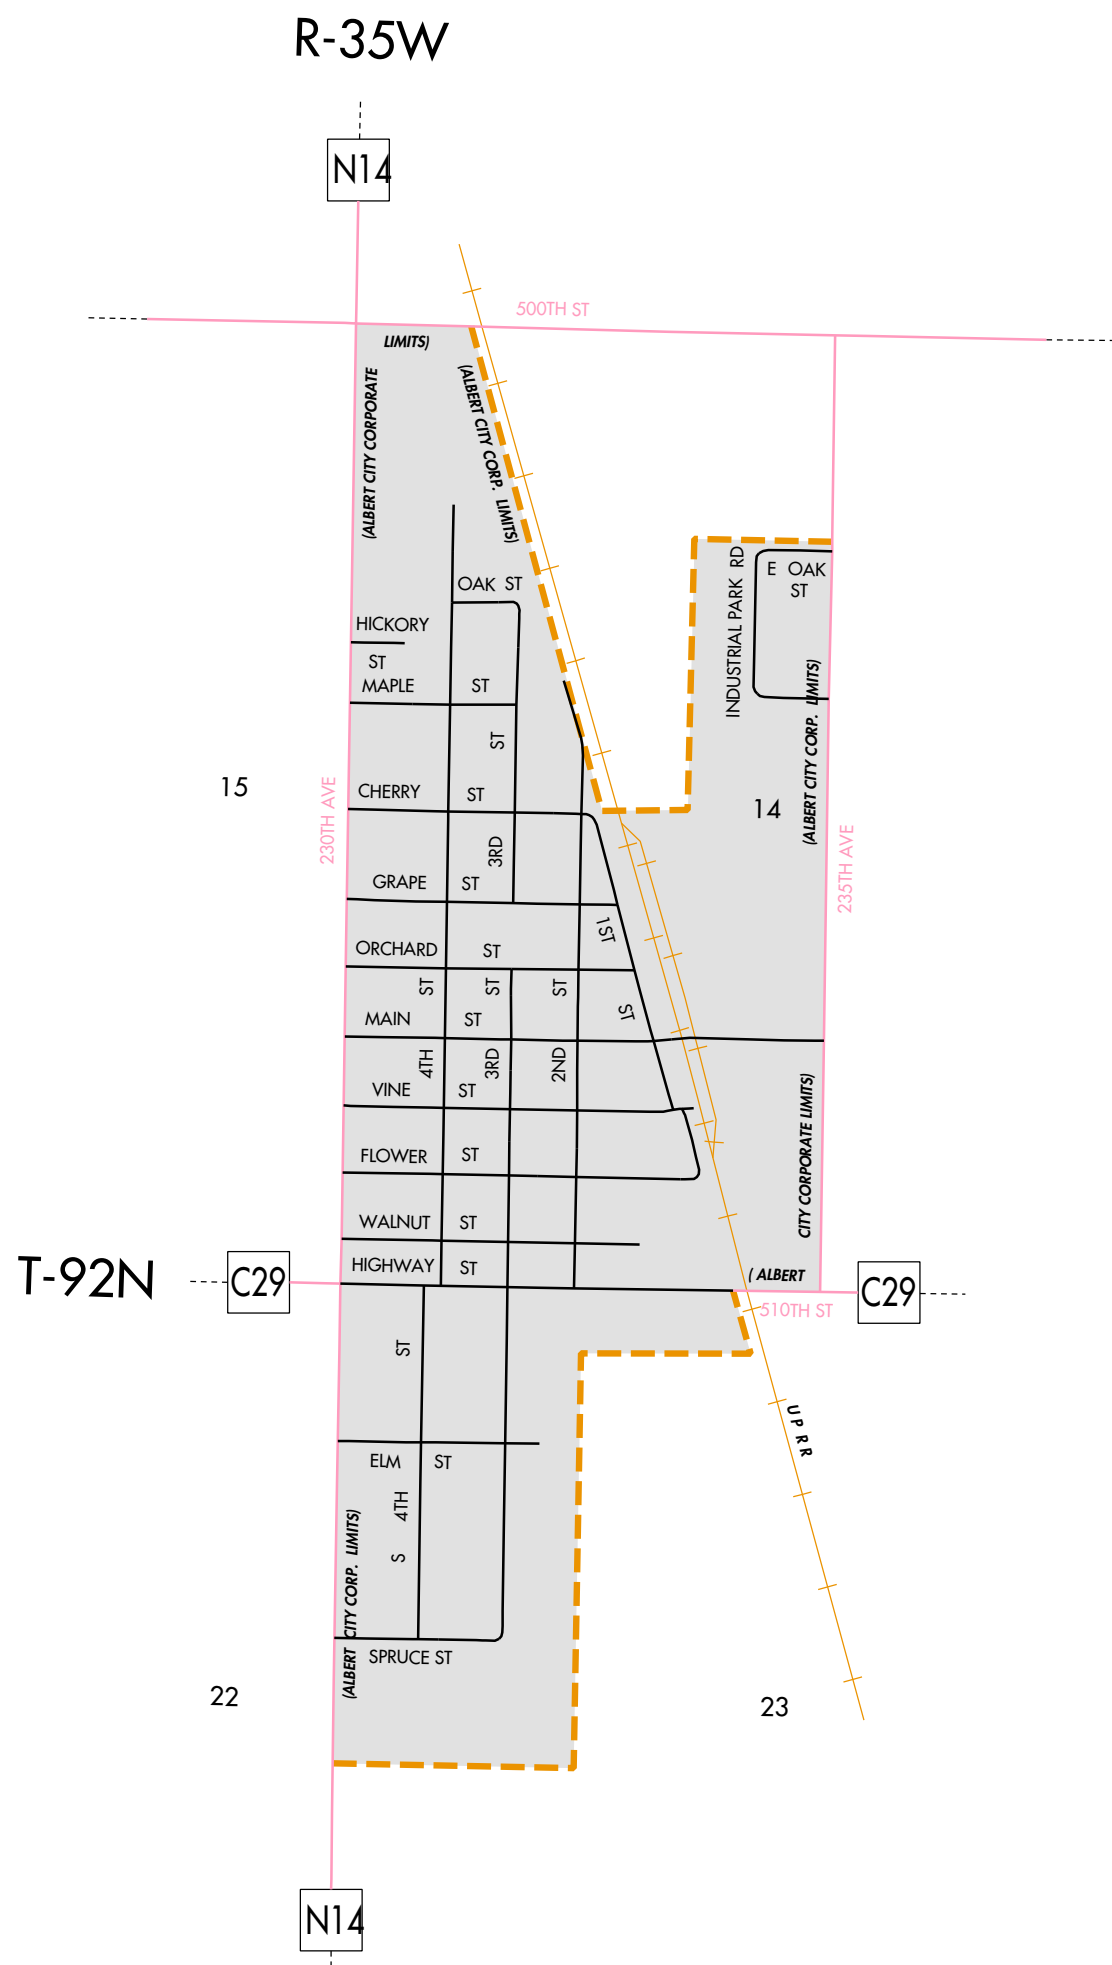 R-35W
N14
500TH ST
LIMITS)
(ALBERT CITY CORPORATE
(ALBERT CITY CORP. LIMITS)
OAK ST
INDUSTRIAL PARK RD
E OAK
ST
HICKORY
ST
MAPLE ST
ST
(ALBERT CITY CORP. LIMITS)
15
230TH AVE
CHERRY ST
14
3RD
235TH AVE
GRAPE ST
1ST
ORCHARD ST
ST
ST
ST
ST
MAIN ST
4TH
3RD
2ND
VINE ST
CITY CORPORATE LIMITS)
FLOWER ST
WALNUT ST
HIGHWAY ST
( ALBERT
T-92N
C29
C29
510TH ST
ST
UP RR
ELM ST
4TH
S
(ALBERT CITY CORP. LIMITS)
SPRUCE ST
22
23
N14